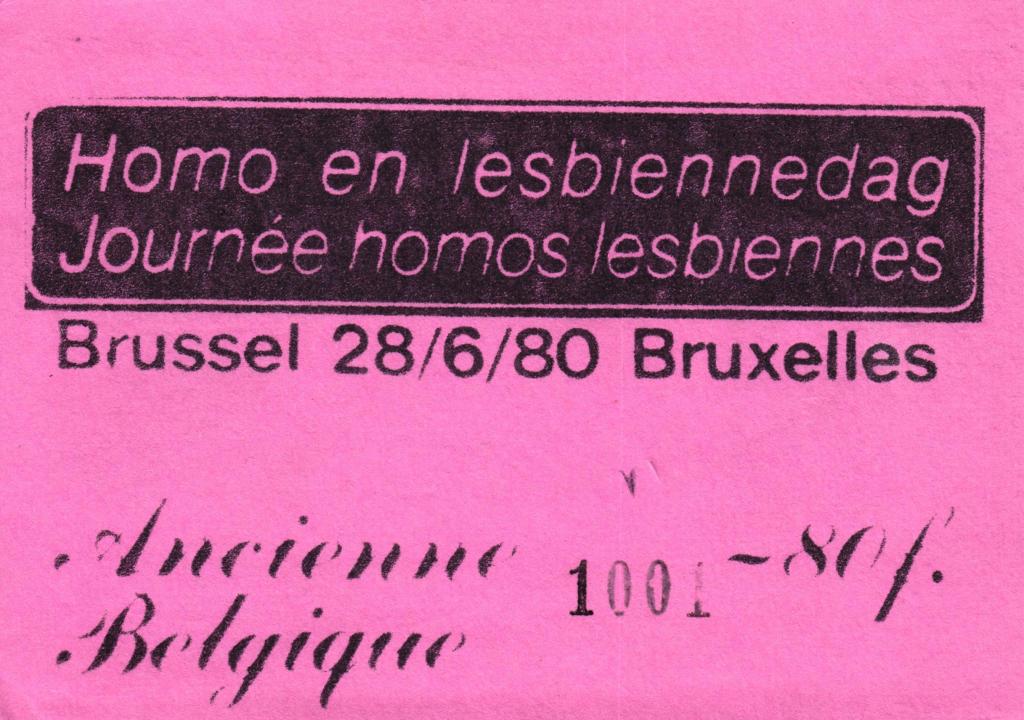 Homo en lesbiennedag
Journée homos lesbiennes
Brussel 28/6/80 Bruxelles
Ancienne
Belgique
1001
-80f.